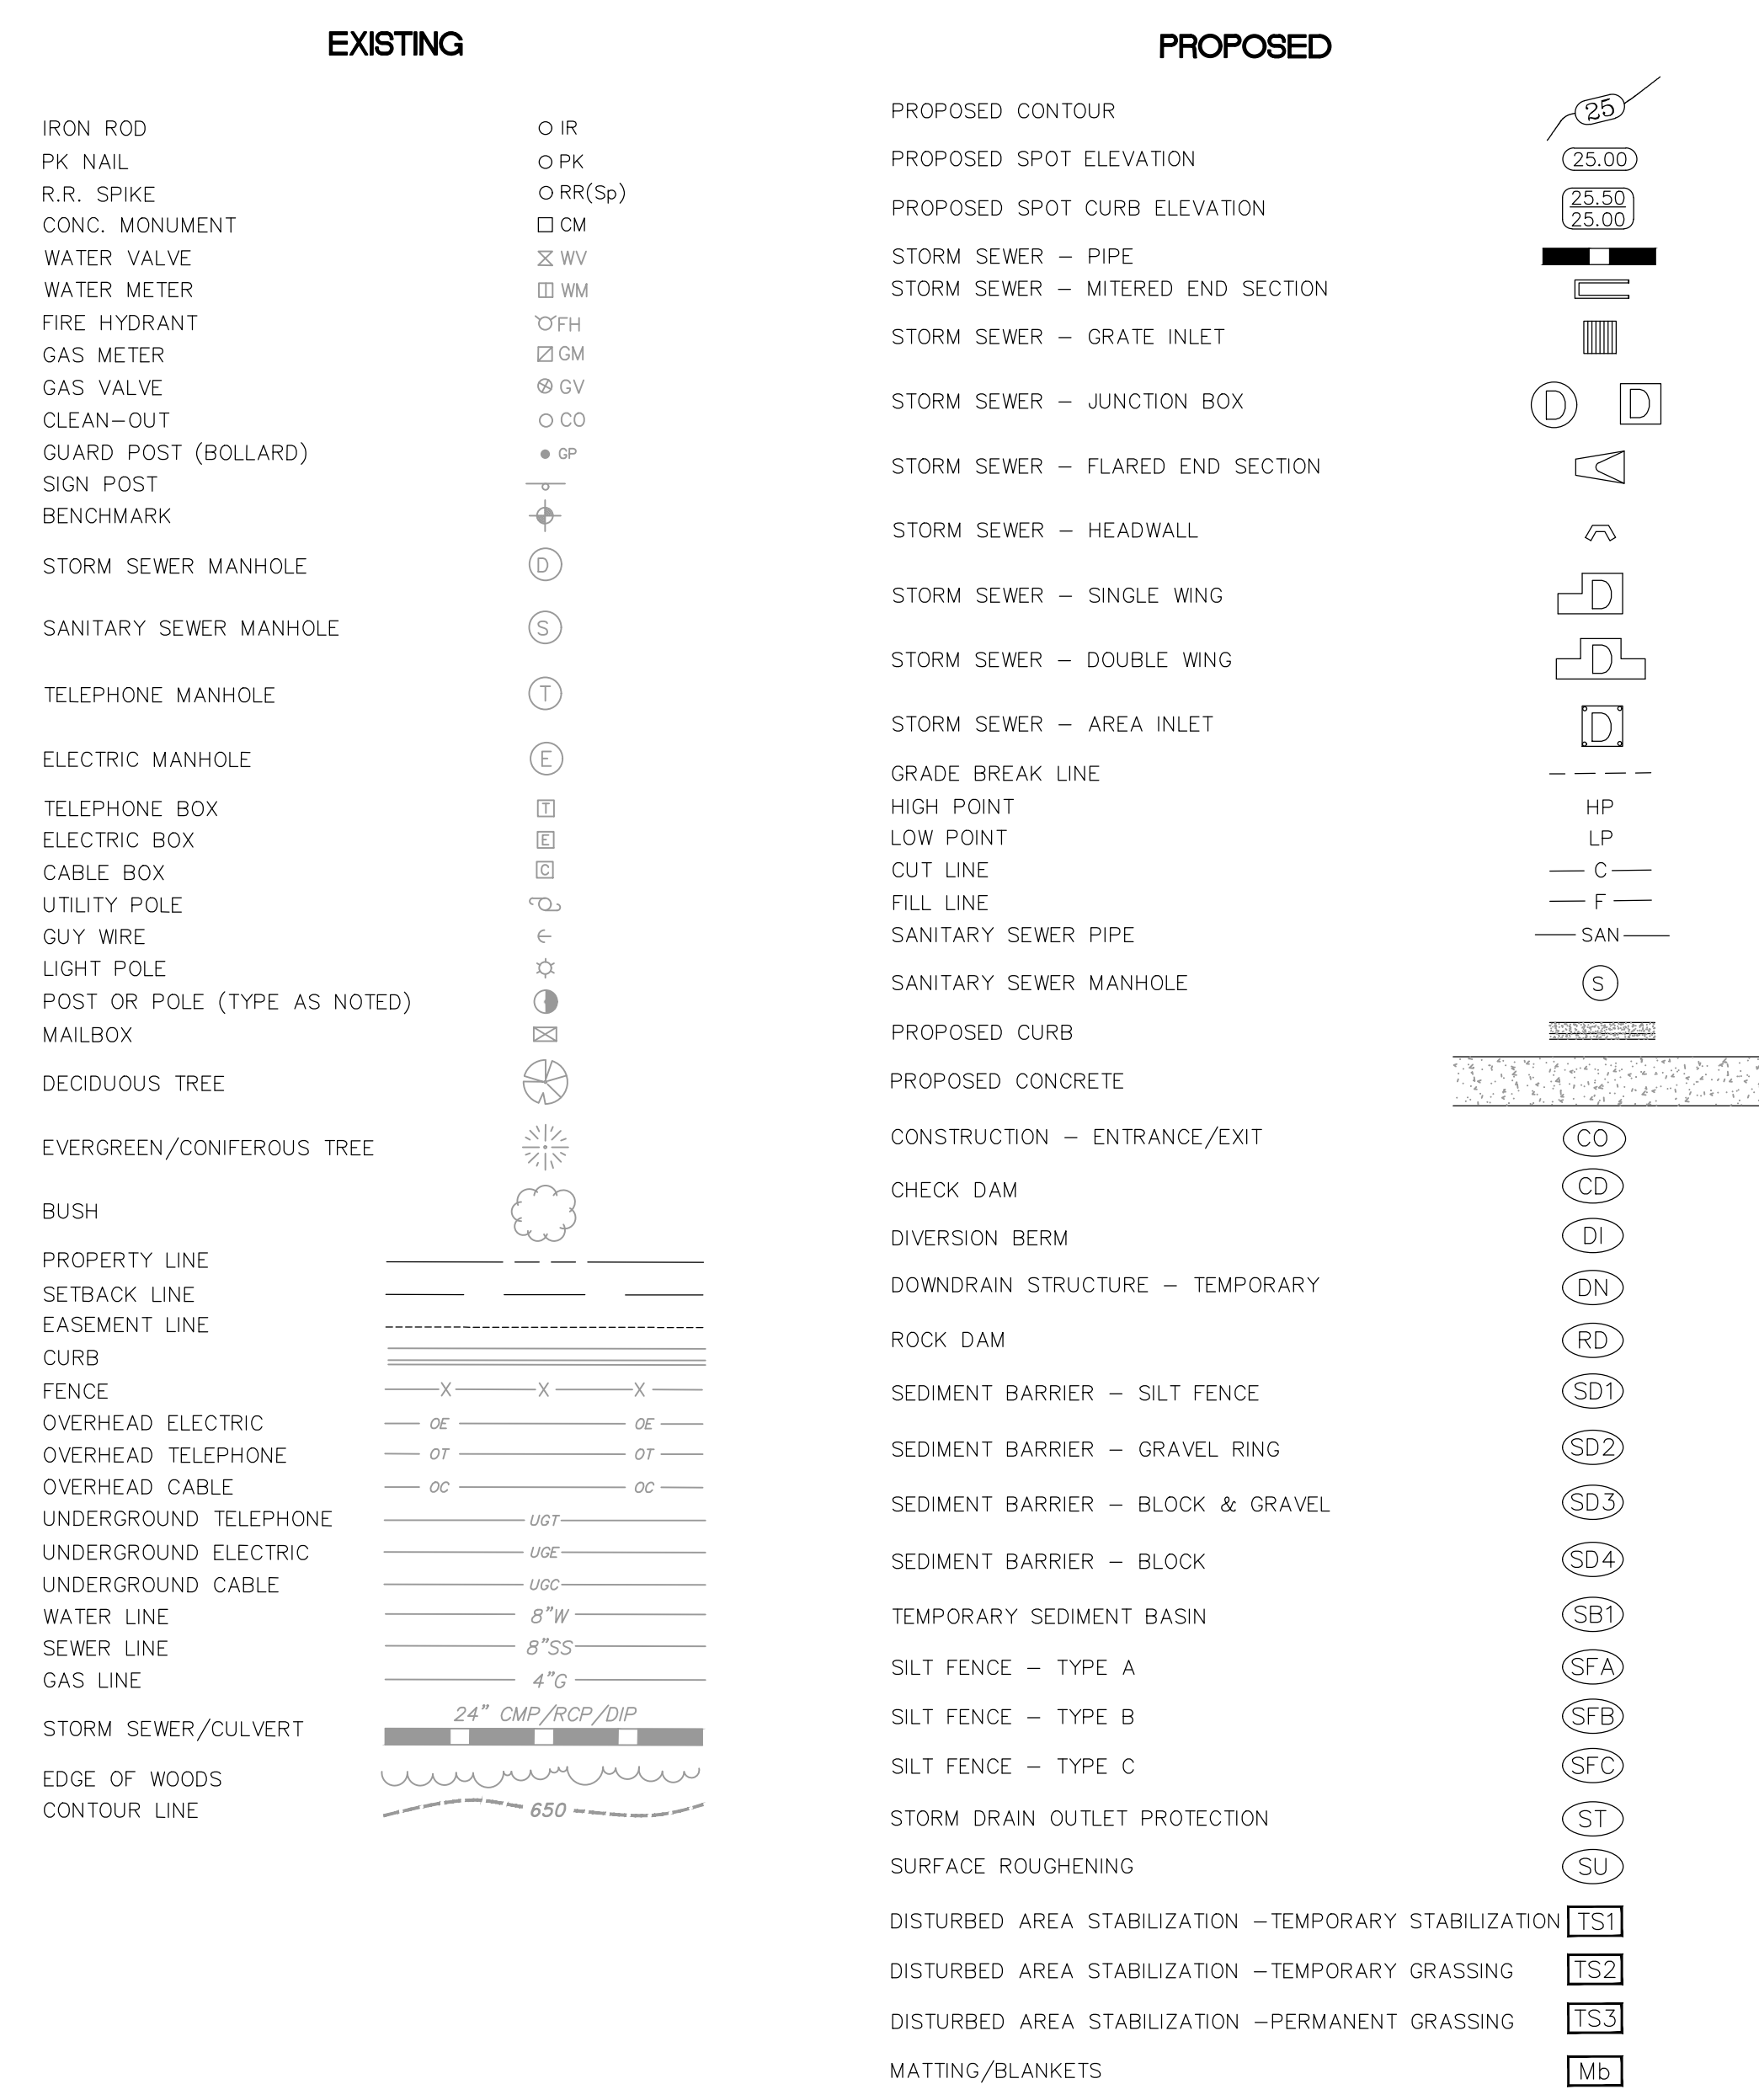 EXISTING
IRON ROD IR
PK NAIL PK
R.R. SPIKE RR(Sp)
CONC. MONUMENT CM
WATER VALVE WV
WATER METER WM
FIRE HYDRANT FH
GAS METER GM
GAS VALVE GV
CLEAN-OUT CO
GUARD POST (BOLLARD) GP
SIGN POST
BENCHMARK
STORM SEWER MANHOLE D
SANITARY SEWER MANHOLE S
TELEPHONE MANHOLE T
ELECTRIC MANHOLE E
TELEPHONE BOX T
ELECTRIC BOX E
CABLE BOX C
UTILITY POLE
GUY WIRE
LIGHT POLE
POST OR POLE (TYPE AS NOTED)
MAILBOX
DECIDUOUS TREE
EVERGREEN/CONIFEROUS TREE
BUSH
PROPERTY LINE
SETBACK LINE
EASEMENT LINE
CURB
FENCE X X X
OVERHEAD ELECTRIC OE OE
OVERHEAD TELEPHONE OT OT
OVERHEAD CABLE OC OC
UNDERGROUND TELEPHONE UGT
UNDERGROUND ELECTRIC UGE
UNDERGROUND CABLE UGC
WATER LINE 8"W
SEWER LINE 8"SS
GAS LINE 4"G
24" CMP/RCP/DIP
STORM SEWER/CULVERT
EDGE OF WOODS
CONTOUR LINE 650
PROPOSED
PROPOSED CONTOUR 25
PROPOSED SPOT ELEVATION 25.00
PROPOSED SPOT CURB ELEVATION 25.50
25.00
STORM SEWER - PIPE
STORM SEWER - MITERED END SECTION
STORM SEWER - GRATE INLET
STORM SEWER - JUNCTION BOX D D
STORM SEWER - FLARED END SECTION
STORM SEWER - HEADWALL
STORM SEWER - SINGLE WING D
STORM SEWER - DOUBLE WING D
STORM SEWER - AREA INLET D
GRADE BREAK LINE
HIGH POINT HP
LOW POINT LP
CUT LINE C
FILL LINE F
SANITARY SEWER PIPE SAN
SANITARY SEWER MANHOLE S
PROPOSED CURB
PROPOSED CONCRETE
CONSTRUCTION - ENTRANCE/EXIT CO
CHECK DAM CD
DIVERSION BERM DI
DOWNDRAIN STRUCTURE - TEMPORARY DN
ROCK DAM RD
SEDIMENT BARRIER - SILT FENCE SD1
SEDIMENT BARRIER - GRAVEL RING SD2
SEDIMENT BARRIER - BLOCK & GRAVEL SD3
SEDIMENT BARRIER - BLOCK SD4
TEMPORARY SEDIMENT BASIN SB1
SILT FENCE - TYPE A SFA
SILT FENCE - TYPE B SFB
SILT FENCE - TYPE C SFC
STORM DRAIN OUTLET PROTECTION ST
SURFACE ROUGHENING SU
DISTURBED AREA STABILIZATION -TEMPORARY STABILIZATION TS1
DISTURBED AREA STABILIZATION -TEMPORARY GRASSING TS2
DISTURBED AREA STABILIZATION -PERMANENT GRASSING TS3
MATTING/BLANKETS Mb